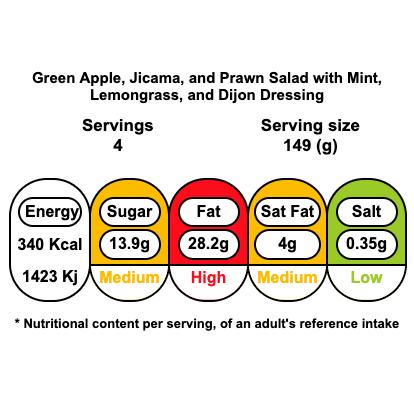 Green Apple, Jicama, and Prawn Salad with Mint,
Lemongrass, and Dijon Dressing
Servings Serving size
4 149 (g)
Energy Sugar Fat Sat Fat Salt
340 Kcal 13.9g 28.2g 4g 0.35g
1423 Kj Medium High Medium Low
* Nutritional content per serving, of an adult's reference intake